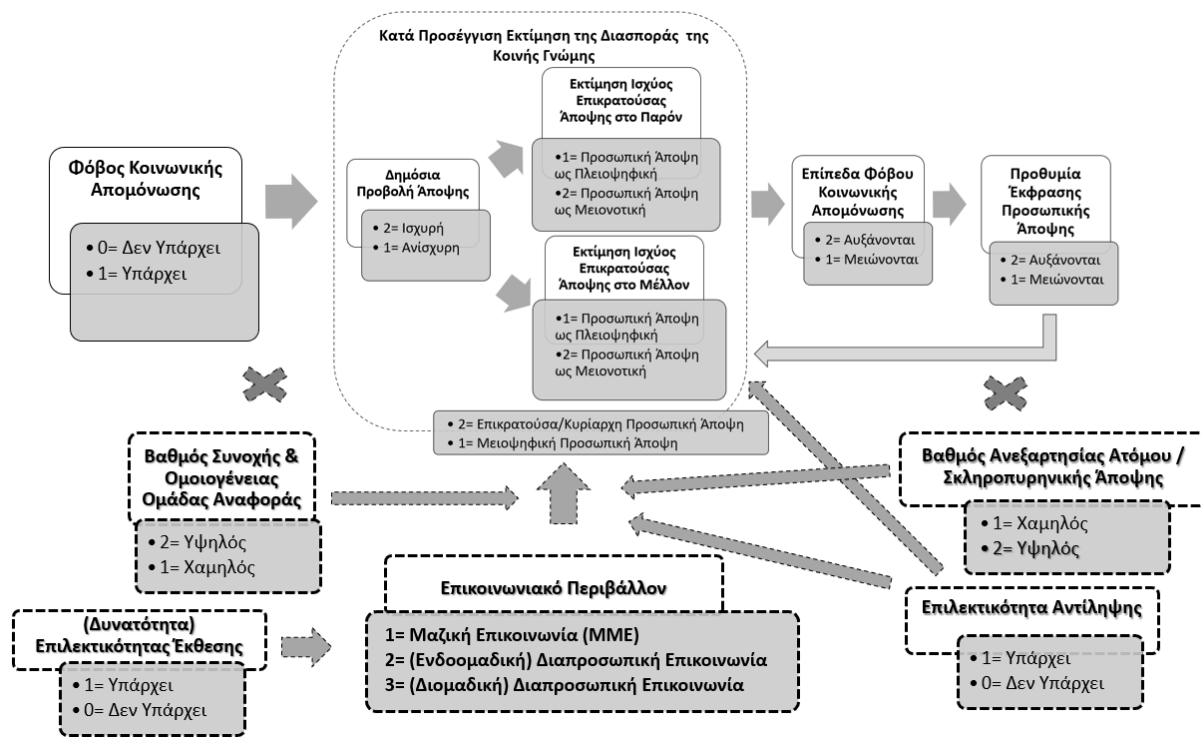 Κατά Προσέγγιση Εκτίμηση της Διασποράς της
Κοινής Γνώμης
Φόβος Κοινωνικής
Απομόνωσης
• 0= Δεν Υπάρχει
• 1= Υπάρχει
Δημόσια
Προβολή Άποψης
• 2= Ισχυρή
• 1= Ανίσχυρη
Εκτίμηση Ισχύος
Επικρατούσας
Άποψης στο Παρόν
•1= Προσωπική Άποψη
ως Πλειοψηφική
•2= Προσωπική Άποψη
ως Μειονοτική
Εκτίμηση Ισχύος
Επικρατούσας
Άποψης στο Μέλλον
•1= Προσωπική Άποψη
ως Πλειοψηφική
•2= Προσωπική Άποψη
ως Μειονοτική
Επίπεδα Φόβου
Κοινωνικής
Απομόνωσης
• 2= Αυξάνονται
• 1= Μειώνονται
Προθυμία
Έκφρασης
Προσωπικής
Άποψης
• 2= Αυξάνονται
• 1= Μειώνονται
• 2= Επικρατούσα/Κυρίαρχη Προσωπική Άποψη
• 1= Μειοψηφική Προσωπική Άποψη
Βαθμός Συνοχής &
Ομοιογένειας
Ομάδας Αναφοράς
• 2= Υψηλός
• 1= Χαμηλός
Βαθμός Ανεξαρτησίας Ατόμου /
Σκληροπυρηνικής Άποψης
• 1= Χαμηλός
• 2= Υψηλός
(Δυνατότητα)
Επιλεκτικότητας Έκθεσης
• 1= Υπάρχει
• 0= Δεν Υπάρχει
Επικοινωνιακό Περιβάλλον
1= Μαζική Επικοινωνία (ΜΜΕ)
2= (Ενδοομαδική) Διαπροσωπική Επικοινωνία
3= (Διομαδική) Διαπροσωπική Επικοινωνία
Επιλεκτικότητα Αντίληψης
• 1= Υπάρχει
• 0= Δεν Υπάρχει